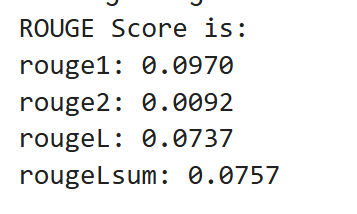 ROUGE Score is:
rouge1: 0.0970
rouge2: 0.0092
rougeL: 0.0737
rougeLsum: 0.0757